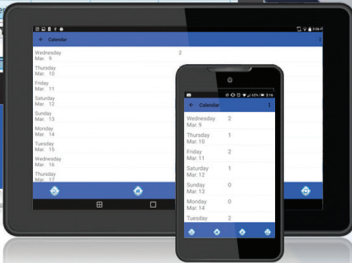 Calendar
Wednesday
Mar. 9
2
Thursday
Mar. 10
Friday
Mar. 11
Saturday
Mar. 12
Sunday
Mar. 13
Monday
Mar. 14
Tuesday
Mar. 15
Wednesday
Mar. 16
Thursday
Mar. 17
Calendar
Wednesday 2
Mar. 9
Thursday 1
Mar. 10
Friday 2
Mar. 11
Saturday 1
Mar. 12
Sunday 0
Mar. 13
Monday 0
Mar. 14
Tuesday 2